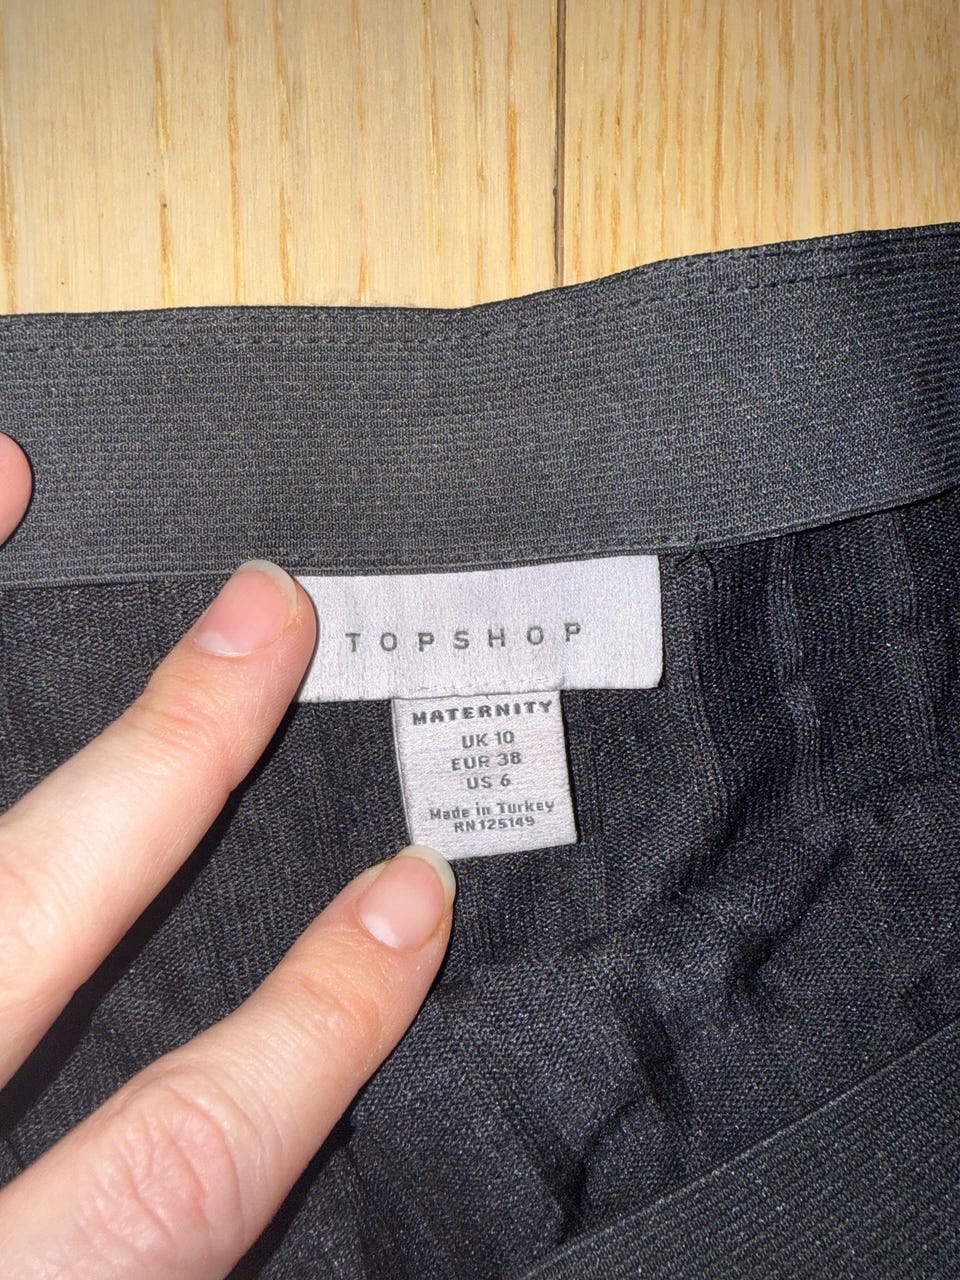 TOPSHOP
MATERNITY
UK 10
EUR 38
US 6
Made in Turkey
RN125149